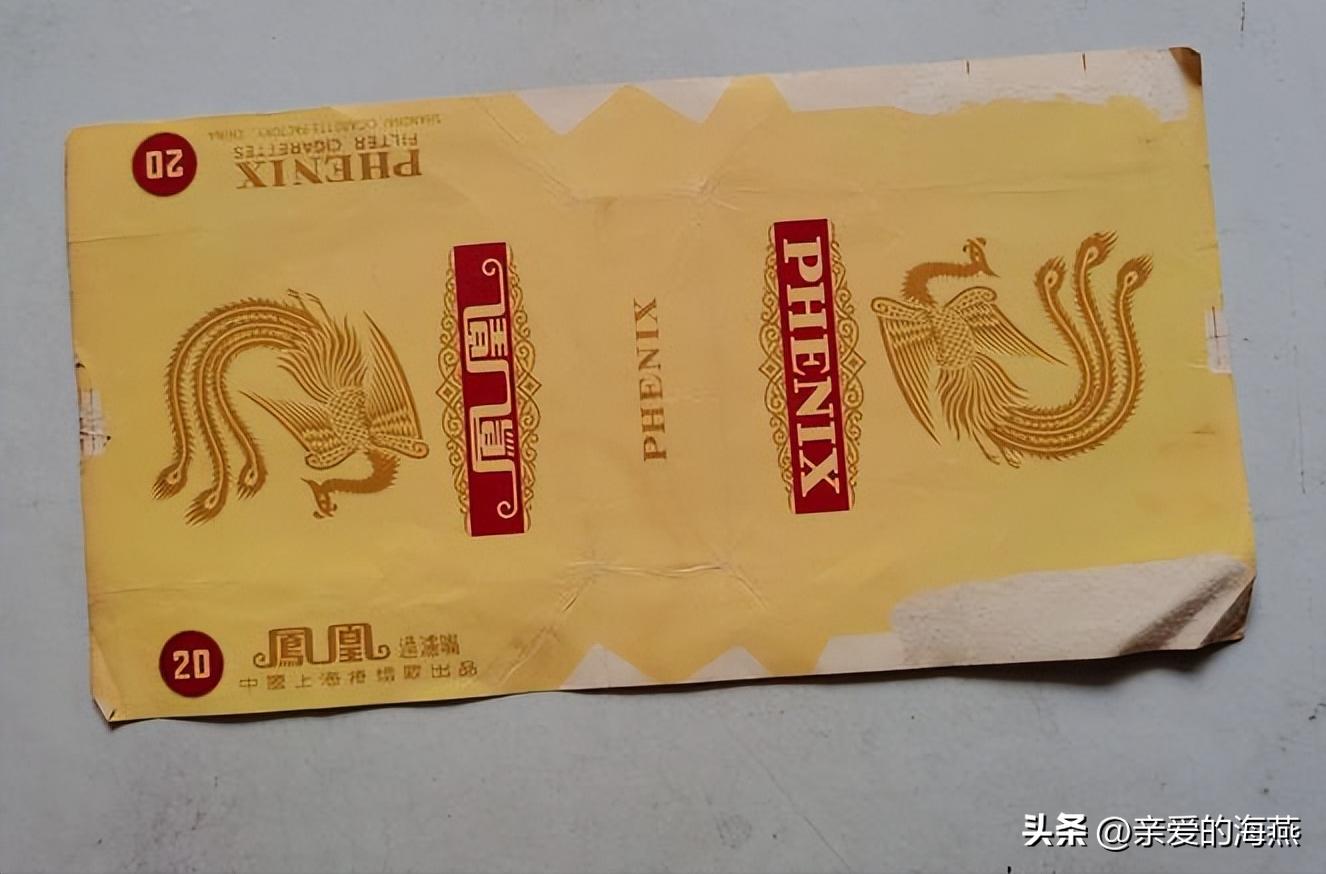 20
PHENIX
FILTER CIGARETTES
SHANGHAI CIGARETTE FACTORY, CHINA
鳳凰
PHENIX
PHENIX
20
鳳凰 過濾嘴
中國上海捲煙廠出品
头条 @亲爱的海燕